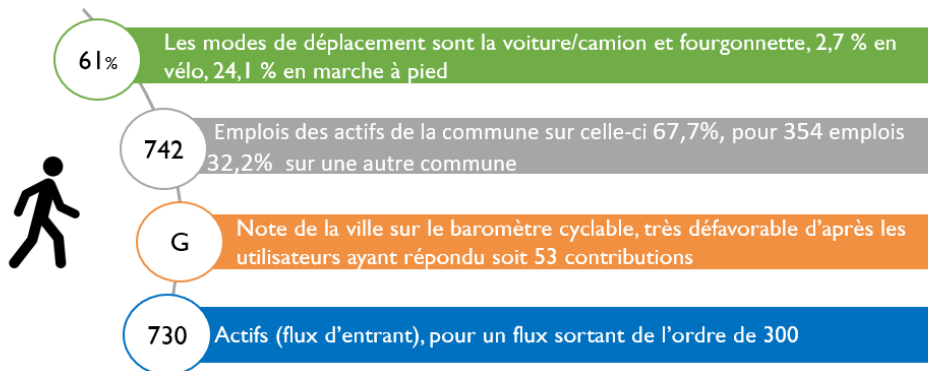 61%
Les modes de déplacement sont la voiture/camion et fourgonnette, 2,7 % en
vélo, 24,1 % en marche à pied
742
Emplois des actifs de la commune sur celle-ci 67,7%, pour 354 emplois
32,2% sur une autre commune
G
Note de la ville sur le baromètre cyclable, très défavorable d'après les
utilisateurs ayant répondu soit 53 contributions
730
Actifs (flux d'entrant), pour un flux sortant de l'ordre de 300